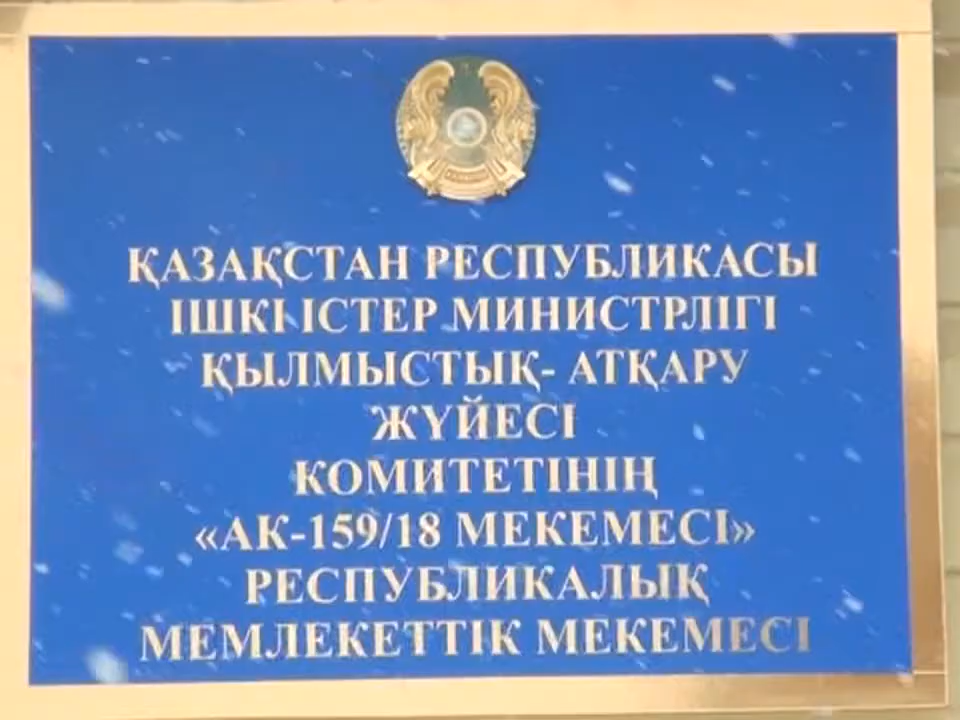 ҚАЗАҚСТАН РЕСПУБЛИКАСЫ
ІШКІ ІСТЕР МИНИСТРЛІГІ
ҚЫЛМЫСТЫҚ- АТҚАРУ
ЖҮЙЕСІ
КОМИТЕТІНІҢ
«АК-159/18 МЕКЕМЕСІ»
РЕСПУБЛИКАЛЫҚ
МЕМЛЕКЕТТІК МЕКЕМЕСІ